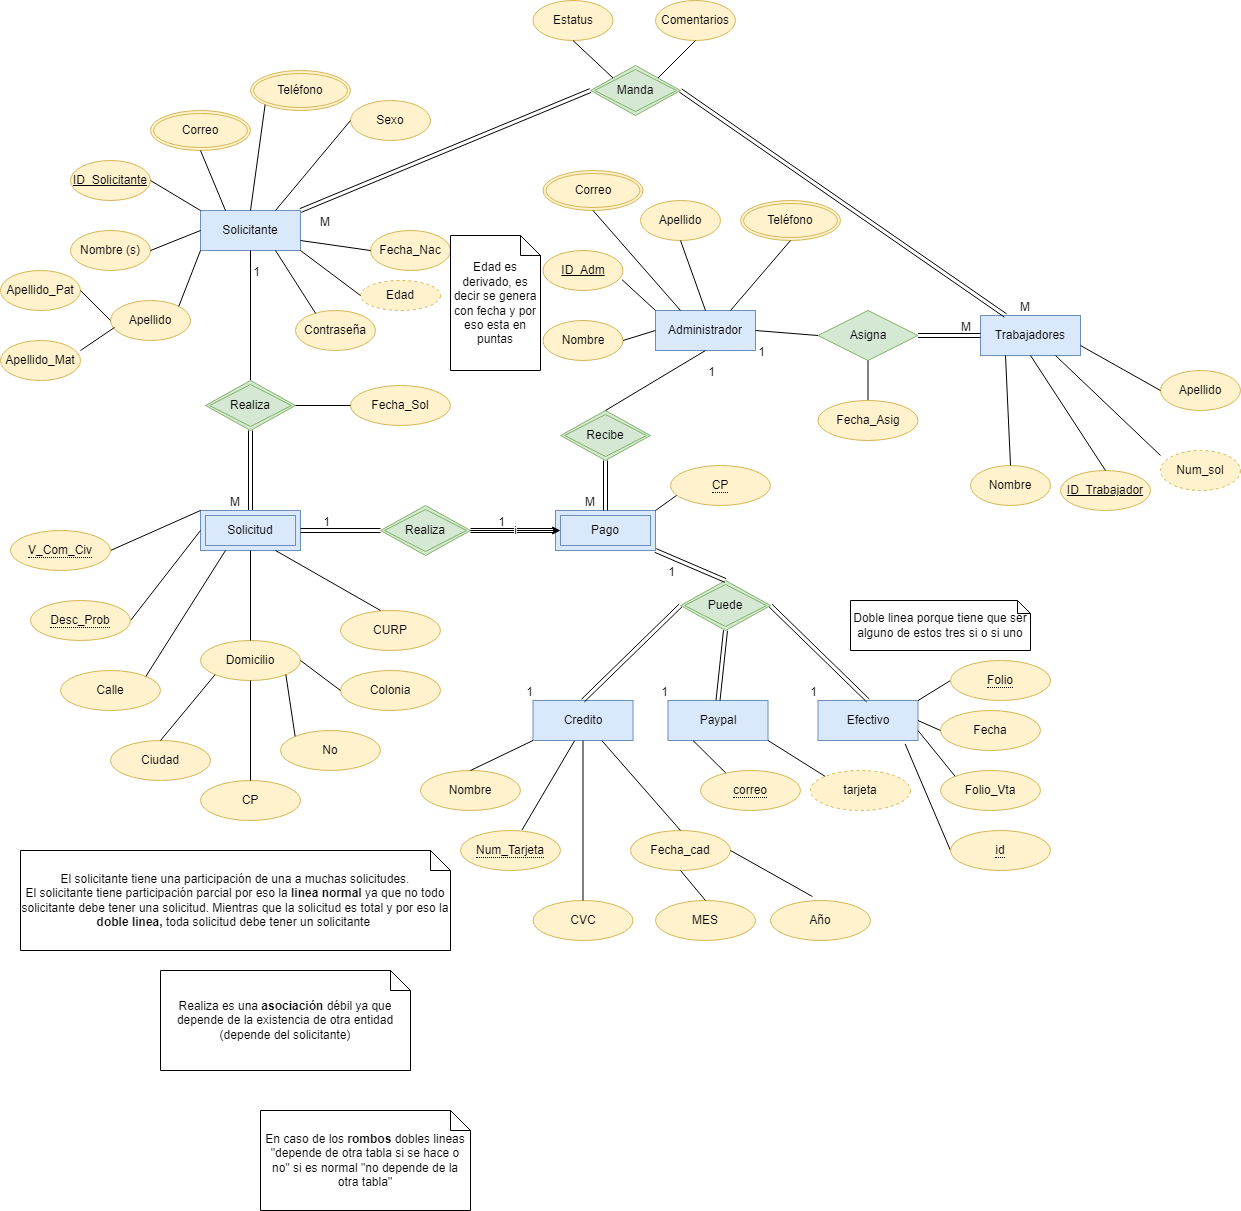 Estatus
Comentarios
Manda
Teléfono
Correo
Sexo
ID_Solicitante
Solicitante
M
Nombre (s)
Fecha_Nac
Apellido_Pat
Apellido
Apellido_Mat
1
Edad
Contraseña
Edad es
derivado, es
decir se genera
con fecha y por
eso esta en
puntas
Correo
Apellido
Teléfono
ID_Adm
Nombre
Administrador
1
1
Asigna
Fecha_Asig
M
M
Trabajadores
Apellido
Num_sol
Nombre
ID_Trabajador
Realiza
Fecha_Sol
Recibe
M
M
CP
Solicitud
1
Realiza
1
i
Pago
V_Com_Civ
Desc_Prob
Calle
CURP
Domicilio
Colonia
Ciudad
No
CP
1
Puede
Doble linea porque tiene que ser
alguno de estos tres si o si uno
1
1
1
Credito
Paypal
Efectivo
Folio
Fecha
Folio_Vta
id
Nombre
correo
tarjeta
Num_Tarjeta
Fecha_cad
CVC
MES
Año
El solicitante tiene una participación de una a muchas solicitudes.
El solicitante tiene participación parcial por eso la linea normal ya que no todo
solicitante debe tener una solicitud. Mientras que la solicitud es total y por eso la
doble linea, toda solicitud debe tener un solicitante
Realiza es una asociación débil ya que
depende de la existencia de otra entidad
(depende del solicitante)
En caso de los rombos dobles lineas
"depende de otra tabla si se hace o
no" si es normal "no depende de la
otra tabla"